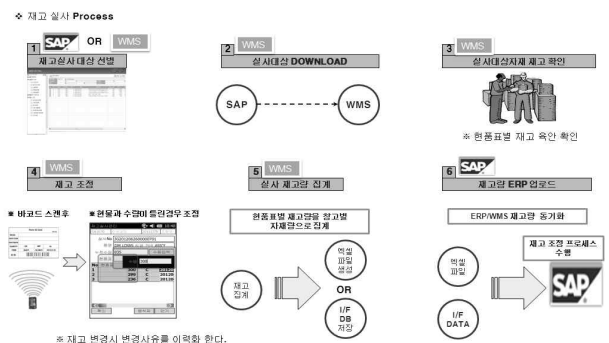 ❖ 재고 실사 Process
1 SAP OR WMS
재고실사 대상 선별
2 WMS
실사대상 DOWNLOAD
SAP
WMS
3 WMS
실사대상자재 재고 확인
※ 현품표별 재고 육안 확인
4 WMS
재고 조정
※ 바코드 스캔 후
※ 현물과 수량이 틀린경우 조정
※ 재고 변경시 변경사유를 이력화 한다.
5 WMS
실사 재고량 집계
현품표별 재고량을 창고별
자재량으로 집계
재고
집계
엑셀
파일
생성
OR
I/F
DB
저장
6 SAP
재고량 ERP 업로드
ERP/WMS 재고량 동기화
엑셀
파일
I/F
DATA
재고 조정 프로세스
수행
SAP